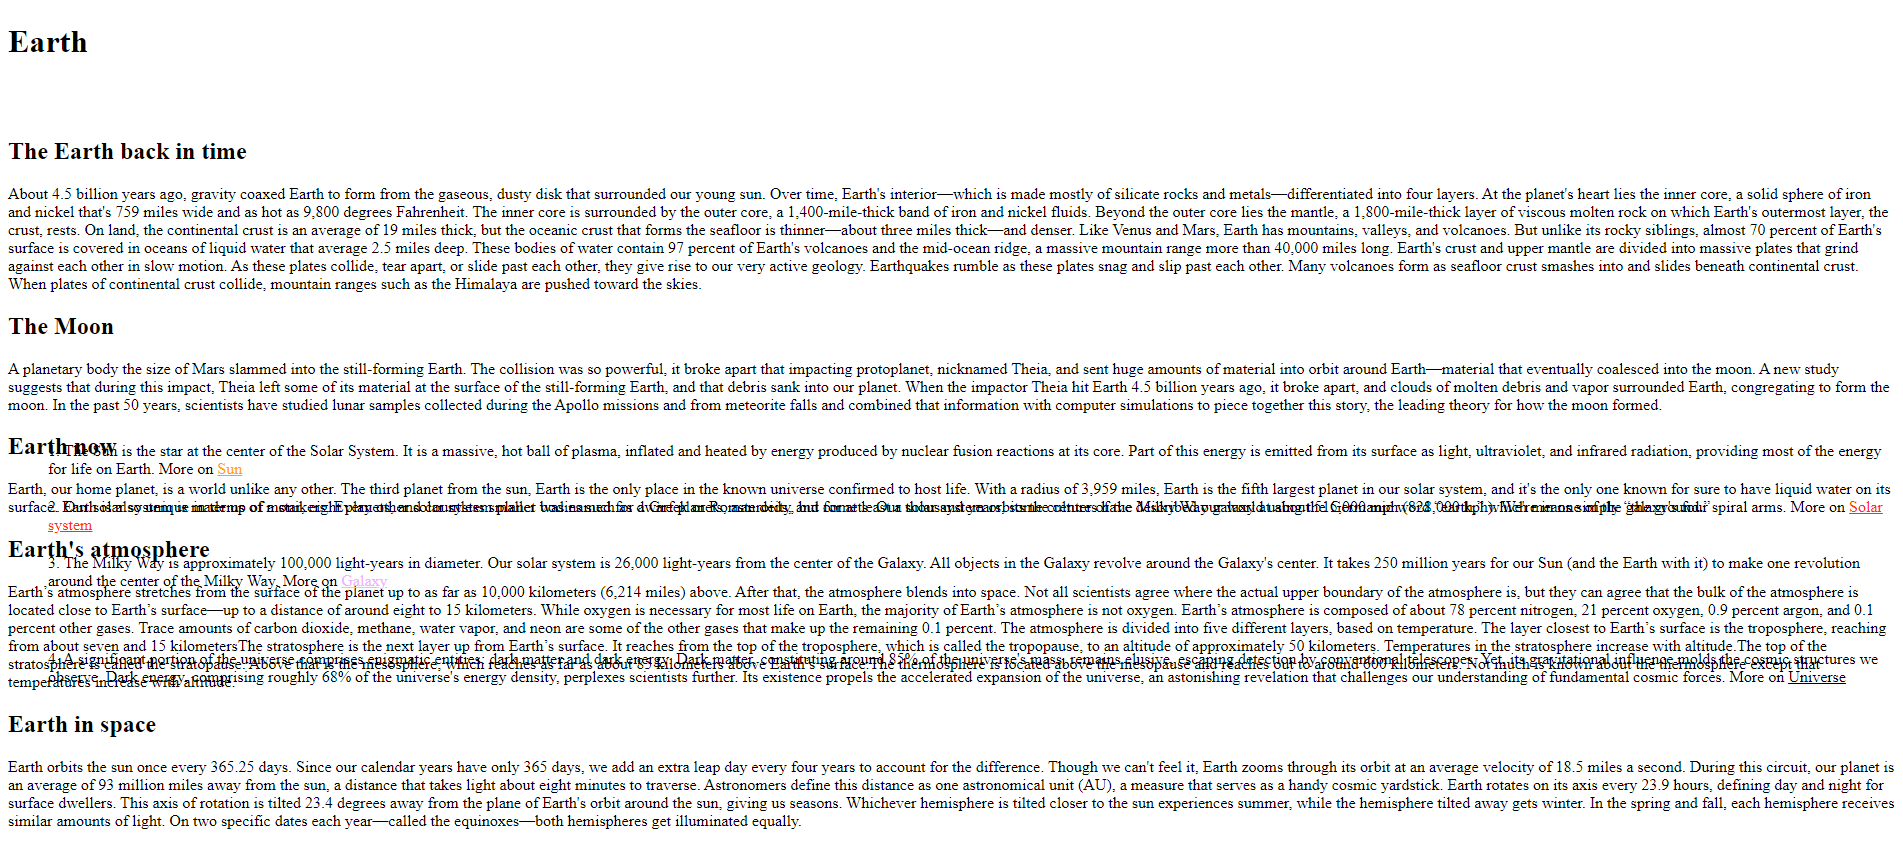 Earth
The Earth back in time
About 4.5 billion years ago, gravity coaxed Earth to form from the gaseous, dusty disk that surrounded our young sun. Over time, Earth's interior—which is made mostly of silicate rocks and metals—differentiated into four layers. At the planet's heart lies the inner core, a solid sphere of iron
and nickel that's 759 miles wide and as hot as 9,800 degrees Fahrenheit. The inner core is surrounded by the outer core, a 1,400-mile-thick band of iron and nickel fluids. Beyond the outer core lies the mantle, a 1,800-mile-thick layer of viscous molten rock on which Earth's outermost layer, the
crust, rests. On land, the continental crust is an average of 19 miles thick, but the oceanic crust that forms the seafloor is thinner—about three miles thick—and denser. Like Venus and Mars, Earth has mountains, valleys, and volcanoes. But unlike its rocky siblings, almost 70 percent of Earth's
surface is covered in oceans of liquid water that average 2.5 miles deep. These bodies of water contain 97 percent of Earth's volcanoes and the mid-ocean ridge, a massive mountain range more than 40,000 miles long. Earth's crust and upper mantle are divided into massive plates that grind
against each other in slow motion. As these plates collide, tear apart, or slide past each other, they give rise to our very active geology. Earthquakes rumble as these plates snag and slip past each other. Many volcanoes form as seafloor crust smashes into and slides beneath continental crust.
When plates of continental crust collide, mountain ranges such as the Himalaya are pushed toward the skies.
The Moon
A planetary body the size of Mars slammed into the still-forming Earth. The collision was so powerful, it broke apart that impacting protoplanet, nicknamed Theia, and sent huge amounts of material into orbit around Earth—material that eventually coalesced into the moon. A new study
suggests that during this impact, Theia left some of its material at the surface of the still-forming Earth, and that debris sank into our planet. When the impactor Theia hit Earth 4.5 billion years ago, it broke apart, and clouds of molten debris and vapor surrounded Earth, congregating to form the
moon. In the past 50 years, scientists have studied lunar samples collected during the Apollo missions and from meteorite falls and combined that information with computer simulations to piece together this story, the leading theory for how the moon formed.
Earth now
1. The Sun is the star at the center of the Solar System. It is a massive, hot ball of plasma, inflated and heated by energy produced by nuclear fusion reactions at its core. Part of this energy is emitted from its surface as light, ultraviolet, and infrared radiation, providing most of the energy
for life on Earth. More on Sun
Earth, our home planet, is a world unlike any other. The third planet from the sun, Earth is the only place in the known universe confirmed to host life. With a radius of 3,959 miles, Earth is the fifth largest planet in our solar system, and it's the only one known for sure to have liquid water on its
surface.
spiral arms. More on Solar
system
Earth's atmosphere
3. The Milky Way is approximately 100,000 light-years in diameter. Our solar system is 26,000 light-years from the center of the Galaxy. All objects in the Galaxy revolve around the Galaxy's center. It takes 250 million years for our Sun (and the Earth with it) to make one revolution
around the center of the Milky Way. More on Galaxy
Earth’s atmosphere stretches from the surface of the planet up to as far as 10,000 kilometers (6,214 miles) above. After that, the atmosphere blends into space. Not all scientists agree where the actual upper boundary of the atmosphere is, but they can agree that the bulk of the atmosphere is
located close to Earth’s surface—up to a distance of around eight to 15 kilometers. While oxygen is necessary for most life on Earth, the majority of Earth’s atmosphere is not oxygen. Earth’s atmosphere is composed of about 78 percent nitrogen, 21 percent oxygen, 0.9 percent argon, and 0.1
percent other gases. Trace amounts of carbon dioxide, methane, water vapor, and neon are some of the other gases that make up the remaining 0.1 percent. The atmosphere is divided into five different layers, based on temperature. The layer closest to Earth’s surface is the troposphere, reaching
from about seven and 15 kilometersThe stratosphere is the next layer up from Earth’s surface. It reaches from the top of the troposphere, which is called the tropopause, to an altitude of approximately 50 kilometers. Temperatures in the stratosphere increase with altitude.The top of the
stratosphere is called the stratopause. Above that is the mesosphere, which reaches as far as about 85 kilometers above Earth’s surface.The thermosphere is located above the mesopause and reaches out to around 600 kilometers. Not much is known about the thermosphere except that
4. A significant portion of the universe comprises enigmatic entities: dark matter and dark energy. Dark matter, constituting around 85% of the universe's mass, remains elusive, escaping detection by conventional telescopes. Yet, its gravitational influence molds the cosmic structures we
temperatures increase with altitude.
observe. Dark energy, comprising roughly 68% of the universe's energy density, perplexes scientists further. Its existence propels the accelerated expansion of the universe, an astonishing revelation that challenges our understanding of fundamental cosmic forces. More on Universe
Earth in space
Earth orbits the sun once every 365.25 days. Since our calendar years have only 365 days, we add an extra leap day every four years to account for the difference. Though we can't feel it, Earth zooms through its orbit at an average velocity of 18.5 miles a second. During this circuit, our planet is
an average of 93 million miles away from the sun, a distance that takes light about eight minutes to traverse. Astronomers define this distance as one astronomical unit (AU), a measure that serves as a handy cosmic yardstick. Earth rotates on its axis every 23.9 hours, defining day and night for
surface dwellers. This axis of rotation is tilted 23.4 degrees away from the plane of Earth's orbit around the sun, giving us seasons. Whichever hemisphere is tilted closer to the sun experiences summer, while the hemisphere tilted away gets winter. In the spring and fall, each hemisphere receives
similar amounts of light. On two specific dates each year—called the equinoxes—both hemispheres get illuminated equally.